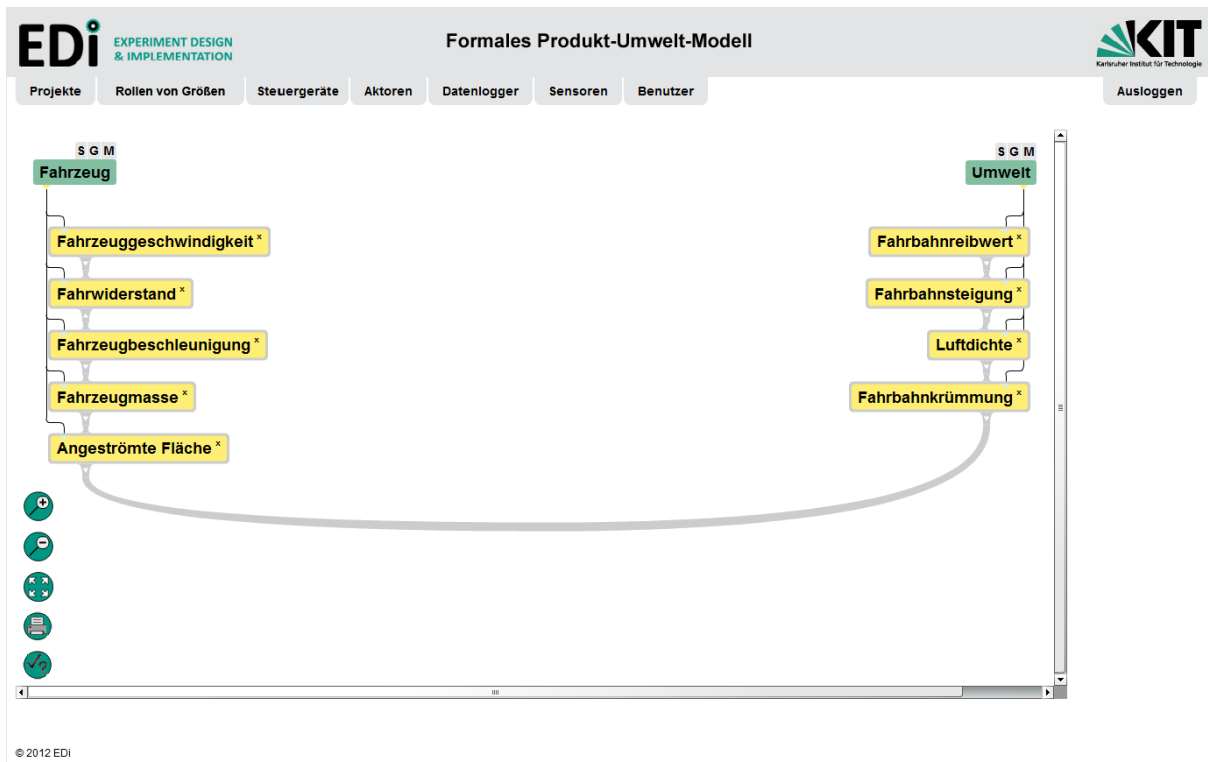 EDi EXPERIMENT DESIGN
& IMPLEMENTATION
Formales Produkt-Umwelt-Modell
KIT
Karlsruher Institut für Technologie
Projekte Rollen von Größen Steuergeräte Aktoren Datenlogger Sensoren Benutzer Ausloggen
S G M
Fahrzeug
Fahrzeuggeschwindigkeit x
Fahrwiderstand x
Fahrzeugbeschleunigung x
Fahrzeugmasse x
Angeströmte Fläche x
S G M
Umwelt
Fahrbahnreibwert x
Fahrbahnsteigung x
Luftdichte x
Fahrbahnkrümmung x
© 2012 EDi